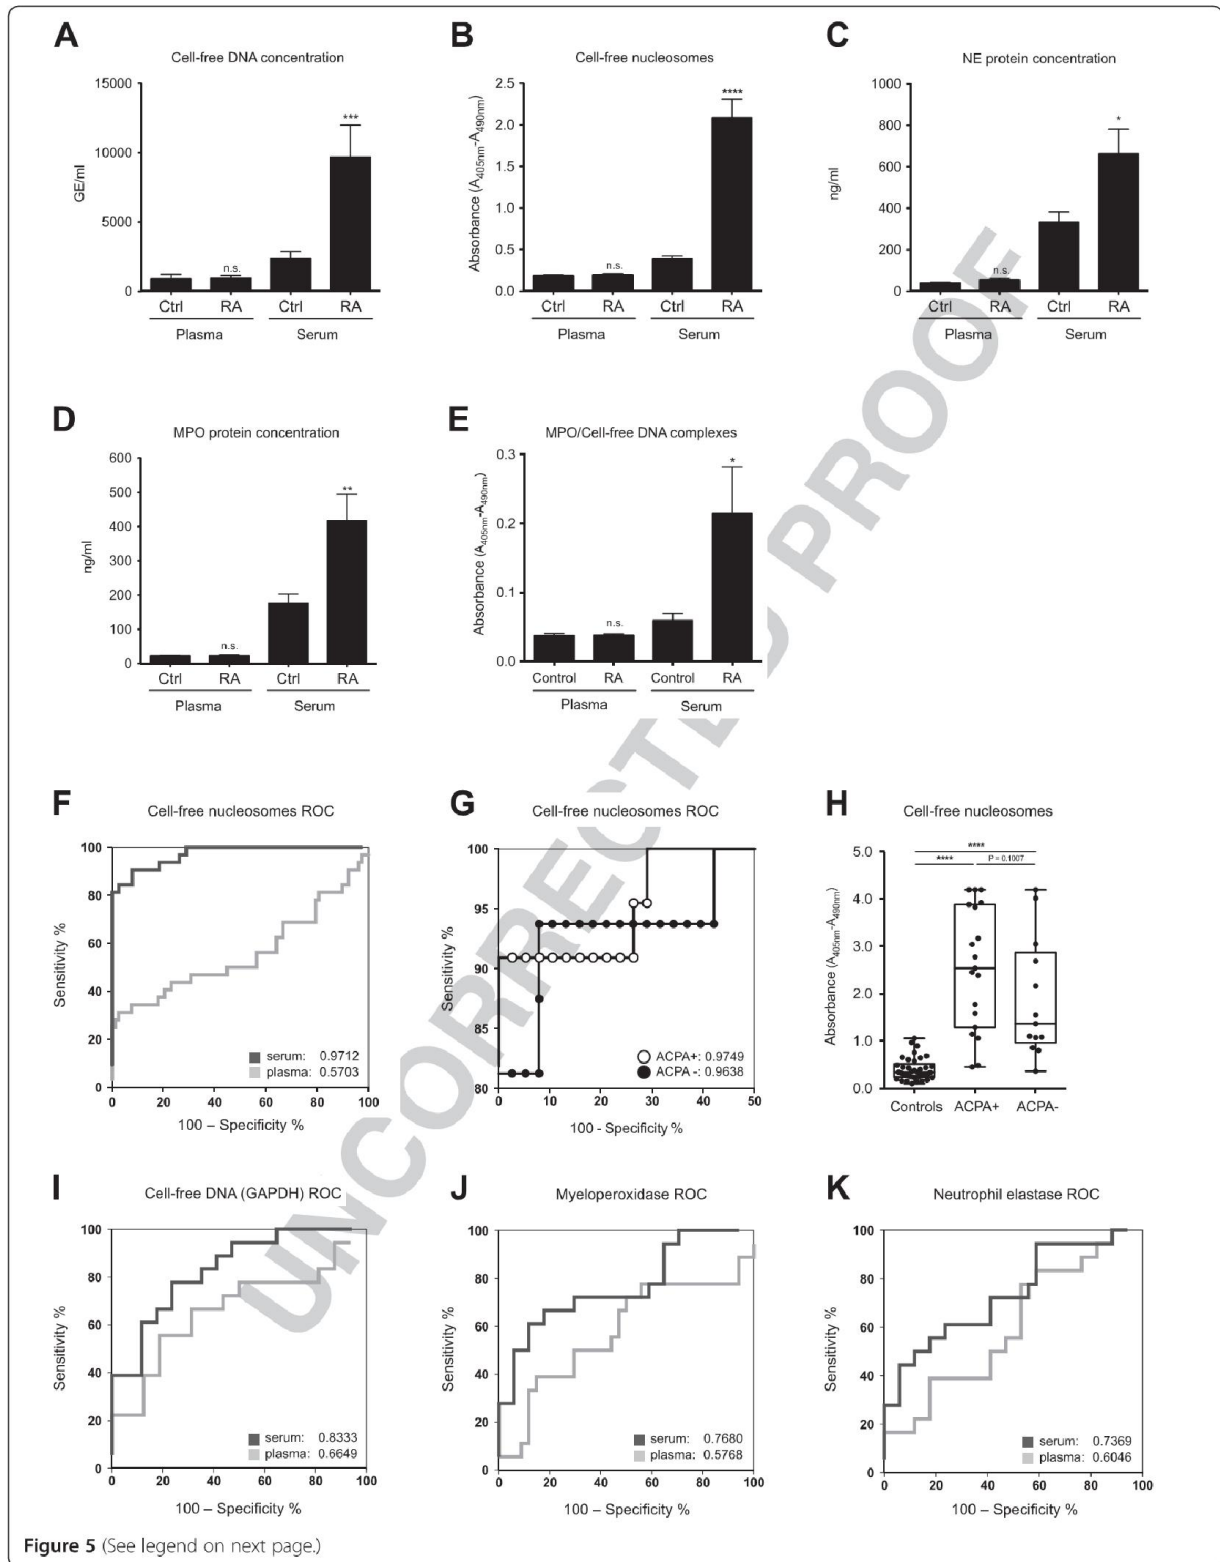 A
Cell-free DNA concentration
15000
10000
5000
0
GE/ml
***
n.s.
Ctrl RA Ctrl RA
Plasma Serum
B
Cell-free nucleosomes
2.5
2.0
1.5
1.0
0.5
0.0
Absorbance (A405nm-A490nm)
****
n.s.
Ctrl RA Ctrl RA
Plasma Serum
C
NE protein concentration
1000
800
600
400
200
0
ng/ml
*
n.s.
Ctrl RA Ctrl RA
Plasma Serum
D
MPO protein concentration
600
500
400
300
200
100
0
ng/ml
**
n.s.
Ctrl RA Ctrl RA
Plasma Serum
E
MPO/Cell-free DNA complexes
0.3
0.2
0.1
0.0
Absorbance (A405nm-A490nm)
*
n.s.
Control RA Control RA
Plasma Serum
UNCORRECTED PROOF
F
Cell-free nucleosomes ROC
100
80
60
40
20
0
Sensitivity %
serum: 0.9712
plasma: 0.5703
0 20 40 60 80 100
100 – Specificity %
G
Cell-free nucleosomes ROC
100
95
90
85
80
Sensitivity %
ACPA+: 0.9749
ACPA-: 0.9638
0 10 20 30 40 50
100 - Specificity %
H
Cell-free nucleosomes
5.0
4.0
3.0
2.0
1.0
0.0
Absorbance (A405nm-A490nm)
****
**** P = 0.1007
Controls ACPA+ ACPA-
I
Cell-free DNA (GAPDH) ROC
100
80
60
40
20
0
Sensitivity %
serum: 0.8333
plasma: 0.6649
0 20 40 60 80 100
100 – Specificity %
J
Myeloperoxidase ROC
100
80
60
40
20
0
Sensitivity %
serum: 0.7680
plasma: 0.5768
0 20 40 60 80 100
100 – Specificity %
K
Neutrophil elastase ROC
100
80
60
40
20
0
Sensitivity %
serum: 0.7369
plasma: 0.6046
0 20 40 60 80 100
100 – Specificity %
Figure 5 (See legend on next page.)